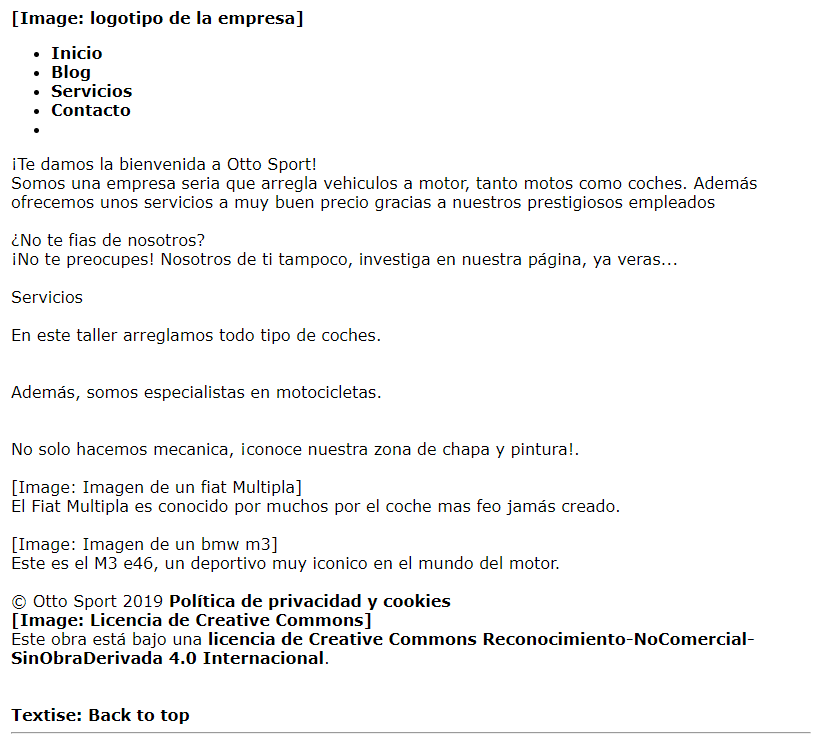 [Image: logotipo de la empresa]
Inicio
Blog
Servicios
Contacto
¡Te damos la bienvenida a Otto Sport!
Somos una empresa seria que arregla vehiculos a motor, tanto motos como coches. Además
ofrecemos unos servicios a muy buen precio gracias a nuestros prestigiosos empleados
¿No te fias de nosotros?
¡No te preocupes! Nosotros de ti tampoco, investiga en nuestra página, ya veras...
Servicios
En este taller arreglamos todo tipo de coches.
Además, somos especialistas en motocicletas.
No solo hacemos mecanica, ¡conoce nuestra zona de chapa y pintura!.
[Image: Imagen de un fiat Multipla]
El Fiat Multipla es conocido por muchos por el coche mas feo jamás creado.
[Image: Imagen de un bmw m3]
Este es el M3 e46, un deportivo muy iconico en el mundo del motor.
© Otto Sport 2019 Política de privacidad y cookies
[Image: Licencia de Creative Commons]
Este obra está bajo una licencia de Creative Commons Reconocimiento-NoComercial-
SinObraDerivada 4.0 Internacional.
Textise: Back to top